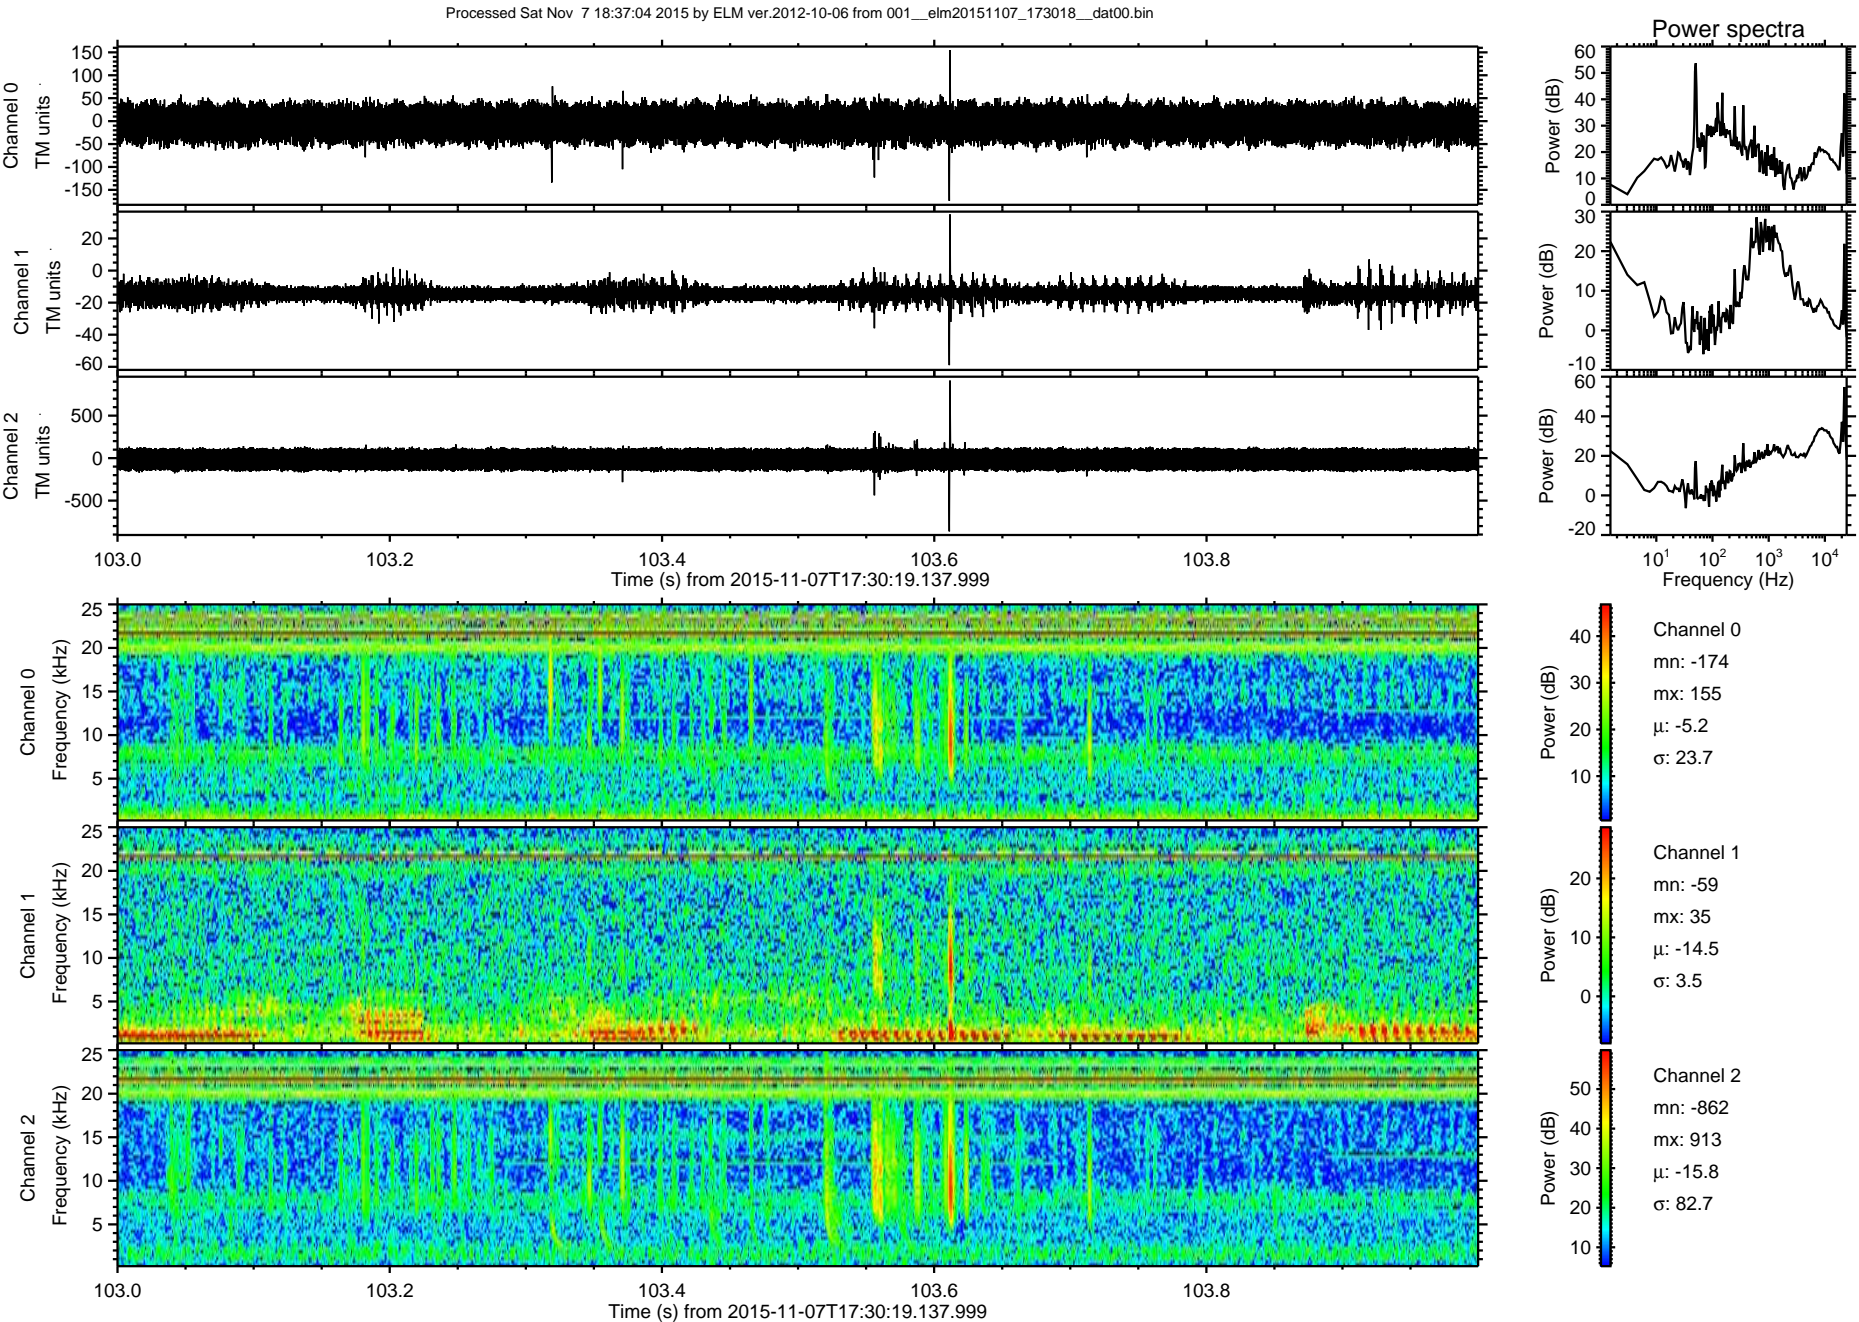 Processed Sat Nov 7 18:37:04 2015 by ELM ver.2012-10-06 from 001__elm20151107_173018__dat00.bin
Power spectra
Channel 0
TM units
150
100
50
0
-50
-100
-150
Power (dB)
60
50
40
30
20
10
0
Channel 1
TM units
20
0
-20
-40
-60
Power (dB)
30
20
10
0
-10
Channel 2
TM units
500
0
-500
Power (dB)
60
40
20
0
-20
103.0 103.2 103.4 103.6 103.8
Time (s) from 2015-11-07T17:30:19.137.999
10¹ 10² 10³ 10⁴
Frequency (Hz)
Channel 0
Frequency (kHz)
25
20
15
10
5
Power (dB)
40
30
20
10
Channel 0
mn: -174
mx: 155
μ: -5.2
σ: 23.7
Channel 1
Frequency (kHz)
25
20
15
10
5
Power (dB)
20
10
0
Channel 1
mn: -59
mx: 35
μ: -14.5
σ: 3.5
Channel 2
Frequency (kHz)
25
20
15
10
5
Power (dB)
50
40
30
20
10
Channel 2
mn: -862
mx: 913
μ: -15.8
σ: 82.7
103.0 103.2 103.4 103.6 103.8
Time (s) from 2015-11-07T17:30:19.137.999